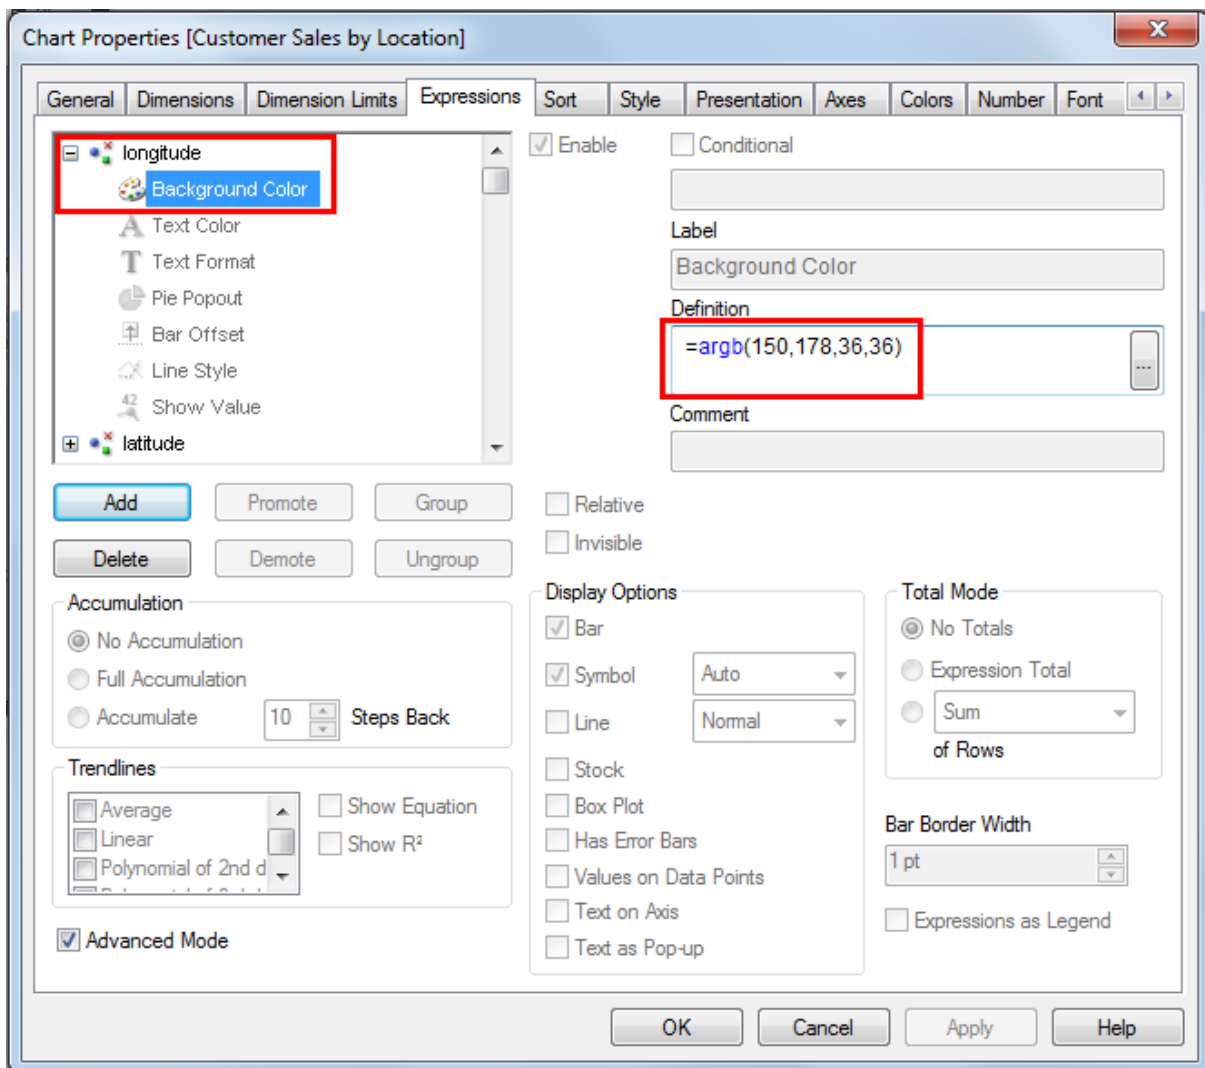 Chart Properties [Customer Sales by Location]
General Dimensions Dimension Limits Expressions Sort Style Presentation Axes Colors Number Font
longitude
Background Color
Text Color
Text Format
Pie Popout
Bar Offset
Line Style
42 Show Value
latitude
Enable
Conditional
Label
Background Color
Definition
=argb(150,178,36,36)
...
Comment
Add Promote Group
Delete Demote Ungroup
Relative
Invisible
Accumulation
No Accumulation
Full Accumulation
Accumulate 10 Steps Back
Trendlines
Average
Linear
Polynomial of 2nd d
Show Equation
Show R²
Advanced Mode
Display Options
Bar
Symbol Auto
Line Normal
Stock
Box Plot
Has Error Bars
Values on Data Points
Text on Axis
Text as Pop-up
Total Mode
No Totals
Expression Total
Sum
of Rows
Bar Border Width
1 pt
Expressions as Legend
OK Cancel Apply Help